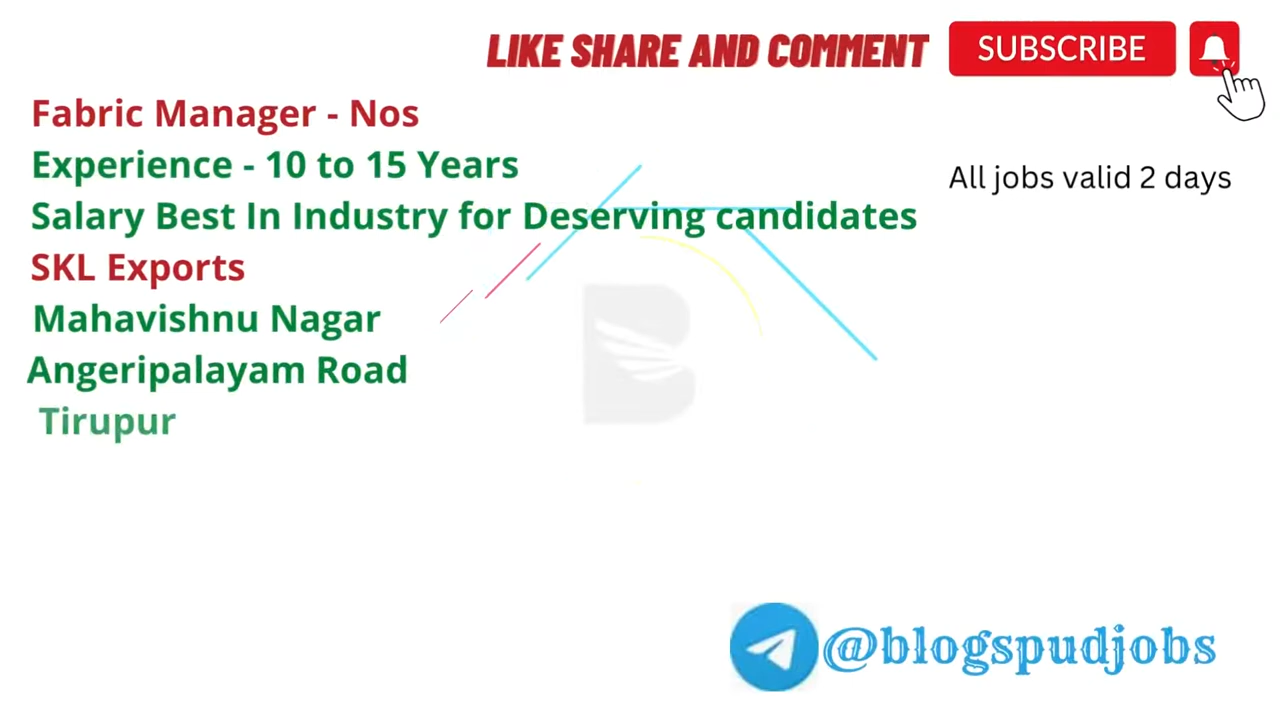 LIKE SHARE AND COMMENT
SUBSCRIBE
Fabric Manager - Nos
Experience - 10 to 15 Years
All jobs valid 2 days
Salary Best In Industry for Deserving candidates
SKL Exports
Mahavishnu Nagar
Angeripalayam Road
Tirupur
@blogspudjobs